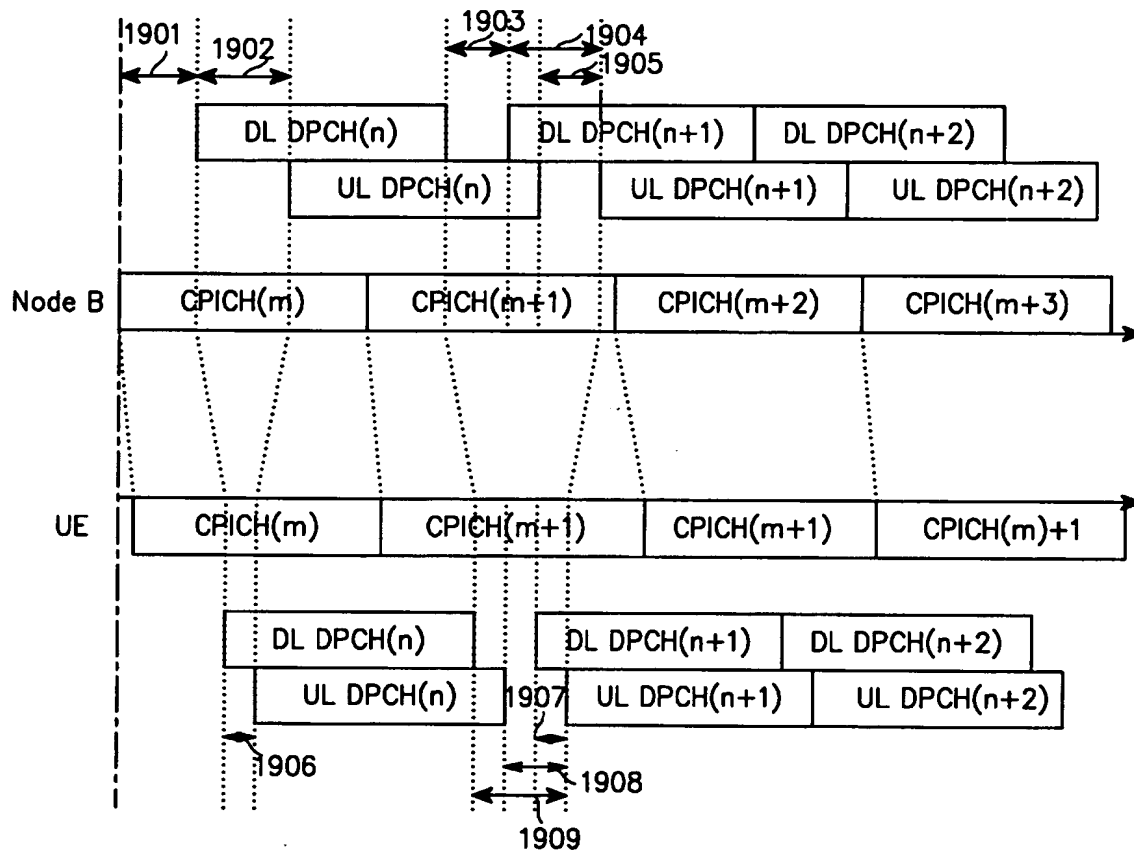 1901
1902
1903
1904
1905
DL DPCH(n)
DL DPCH(n+1)
DL DPCH(n+2)
UL DPCH(n)
UL DPCH(n+1)
UL DPCH(n+2)
Node B
CPICH(m)
CPICH(m+1)
CPICH(m+2)
CPICH(m+3)
UE
CPICH(m)
CPICH(m+1)
CPICH(m+1)
CPICH(m)+1
DL DPCH(n)
DL DPCH(n+1)
DL DPCH(n+2)
UL DPCH(n)
1907
UL DPCH(n+1)
UL DPCH(n+2)
1906
1908
1909